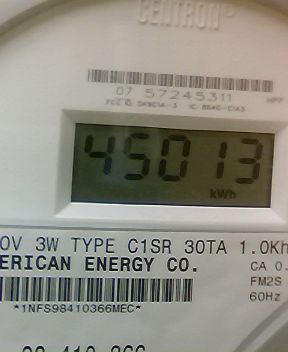 CENTRON®
07 57245311
HPP
45013
kWh
0V 3W TYPE C1SR 30TA 1.0Kh
ERICAN ENERGY CO.
CA 0.
FM2S
60Hz
*1NFS98410366MEC*